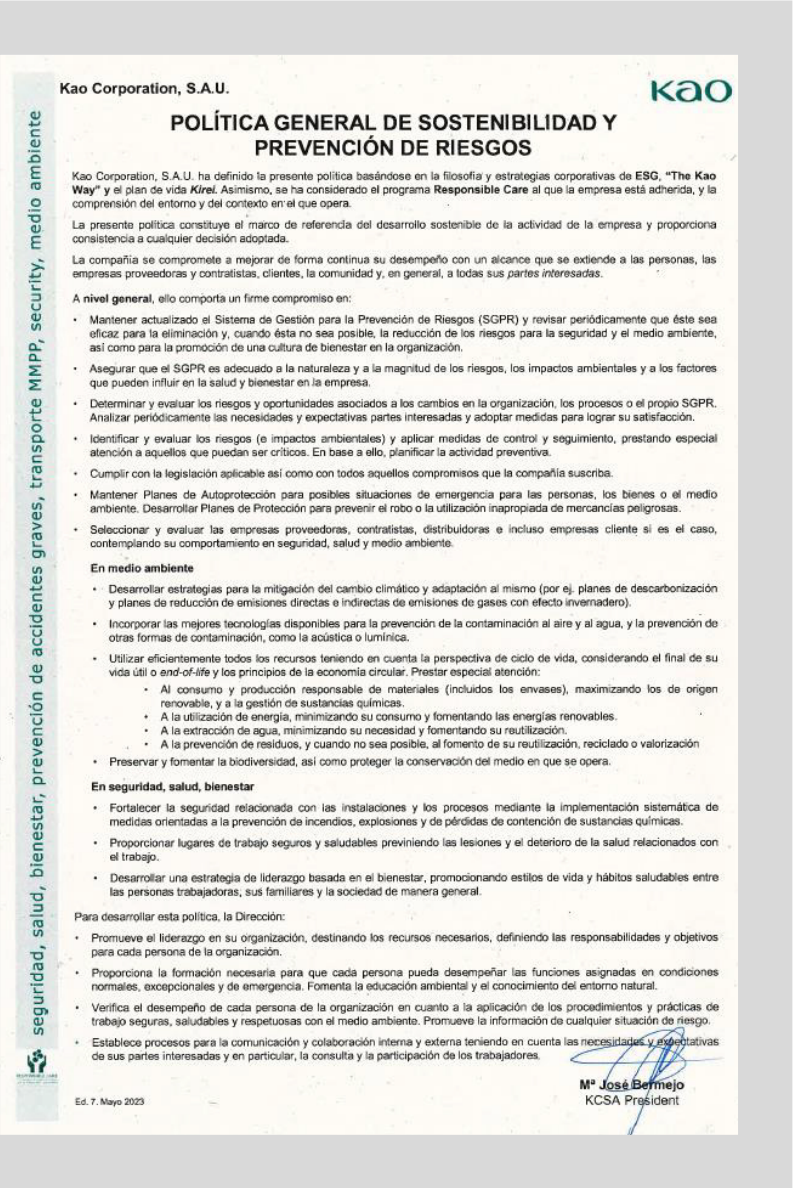 Kao Corporation, S.A.U.
Kao
POLÍTICA GENERAL DE SOSTENIBILIDAD Y
PREVENCIÓN DE RIESGOS
Kao Corporation, S.A.U. ha definido la presente política basándose en la filosofía y estrategias corporativas de ESG, “The Kao
Way” y el plan de vida Kirei. Asimismo, se ha considerado el programa Responsible Care al que la empresa está adherida, y la
comprensión del entorno y del contexto en el que opera.
La presente política constituye el marco de referencia del desarrollo sostenible de la actividad de la empresa y proporciona
consistencia a cualquier decisión adoptada.
La compañía se compromete a mejorar de forma continua su desempeño con un alcance que se extiende a las personas, las
empresas proveedoras y contratistas, clientes, la comunidad y, en general, a todas sus partes interesadas.
A nivel general, ello comporta un firme compromiso en:
• Mantener actualizado el Sistema de Gestión para la Prevención de Riesgos (SGPR) y revisar periódicamente que éste sea
eficaz para la eliminación y, cuando ésta no sea posible, la reducción de los riesgos para la seguridad y el medio ambiente,
así como para la promoción de una cultura de bienestar en la organización.
• Asegurar que el SGPR es adecuado a la naturaleza y a la magnitud de los riesgos, los impactos ambientales y a los factores
que pueden influir en la salud y bienestar en la empresa.
• Determinar y evaluar los riesgos y oportunidades asociados a los cambios en la organización, los procesos o el propio SGPR.
Analizar periódicamente las necesidades y expectativas partes interesadas y adoptar medidas para lograr su satisfacción.
• Identificar y evaluar los riesgos (e impactos ambientales) y aplicar medidas de control y seguimiento, prestando especial
atención a aquellos que puedan ser críticos. En base a ello, planificar la actividad preventiva.
• Cumplir con la legislación aplicable así como con todos aquellos compromisos que la compañía suscriba.
• Mantener Planes de Autoprotección para posibles situaciones de emergencia para las personas, los bienes o el medio
ambiente. Desarrollar Planes de Protección para prevenir el robo o la utilización inapropiada de mercancías peligrosas.
• Seleccionar y evaluar las empresas proveedoras, contratistas, distribuidoras e incluso empresas cliente si es el caso,
contemplando su comportamiento en seguridad, salud y medio ambiente.
En medio ambiente
• Desarrollar estrategias para la mitigación del cambio climático y adaptación al mismo (por ej. planes de descarbonización
y planes de reducción de emisiones directas e indirectas de emisiones de gases con efecto invernadero).
• Incorporar las mejores tecnologías disponibles para la prevención de la contaminación al aire y al agua, y la prevención de
otras formas de contaminación, como la acústica o lumínica.
• Utilizar eficientemente todos los recursos teniendo en cuenta la perspectiva de ciclo de vida, considerando el final de su
vida útil o end-of-life y los principios de la economía circular. Prestar especial atención:
• Al consumo y producción responsable de materiales (incluidos los envases), maximizando los de origen
renovable, y a la gestión de sustancias químicas.
• A la utilización de energía, minimizando su consumo y fomentando las energías renovables.
• A la extracción de agua, minimizando su necesidad y fomentando su reutilización.
• A la prevención de residuos, y cuando no sea posible, al fomento de su reutilización, reciclado o valorización
• Preservar y fomentar la biodiversidad, así como proteger la conservación del medio en que se opera.
En seguridad, salud, bienestar
• Fortalecer la seguridad relacionada con las instalaciones y los procesos mediante la implementación sistemática de
medidas orientadas a la prevención de incendios, explosiones y de pérdidas de contención de sustancias químicas.
• Proporcionar lugares de trabajo seguros y saludables previniendo las lesiones y el deterioro de la salud relacionados con
el trabajo.
• Desarrollar una estrategia de liderazgo basada en el bienestar, promocionando estilos de vida y hábitos saludables entre
las personas trabajadoras, sus familiares y la sociedad de manera general.
Para desarrollar esta política, la Dirección:
• Promueve el liderazgo en su organización, destinando los recursos necesarios, definiendo las responsabilidades y objetivos
para cada persona de la organización.
• Proporciona la formación necesaria para que cada persona pueda desempeñar las funciones asignadas en condiciones
normales, excepcionales y de emergencia. Fomenta la educación ambiental y el conocimiento del entorno natural.
• Verifica el desempeño de cada persona de la organización en cuanto a la aplicación de los procedimientos y prácticas de
trabajo seguras, saludables y respetuosas con el medio ambiente. Promueve la información de cualquier situación de riesgo.
• Establece procesos para la comunicación y colaboración interna y externa teniendo en cuenta las necesidades y expectativas
de sus partes interesadas y en particular, la consulta y la participación de los trabajadores.
Mª José Bermejo
KCSA President
Ed. 7. Mayo 2023
seguridad, salud, bienestar, prevención de accidentes graves, transporte MMPP, security, medio ambiente